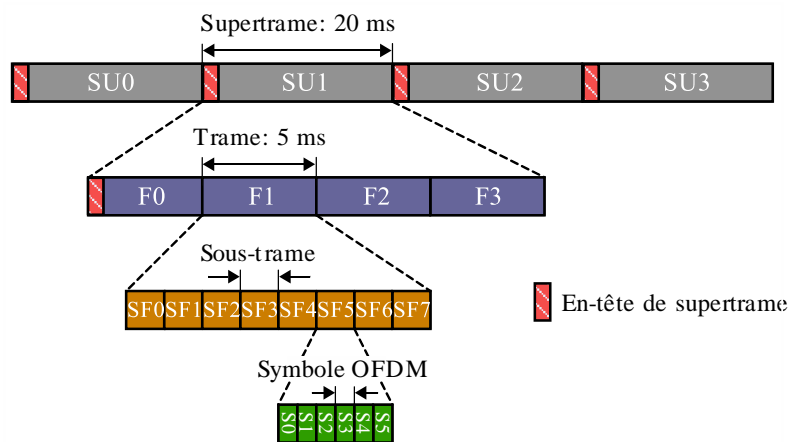 Supertrame: 20 ms
SU0 SU1 SU2 SU3
Trame: 5 ms
F0 F1 F2 F3
Sous-trame
SF0 SF1 SF2 SF3 SF4 SF5 SF6 SF7
En-tête de supertrame
Symbole OFDM
S0 S1 S2 S3 S4 S5